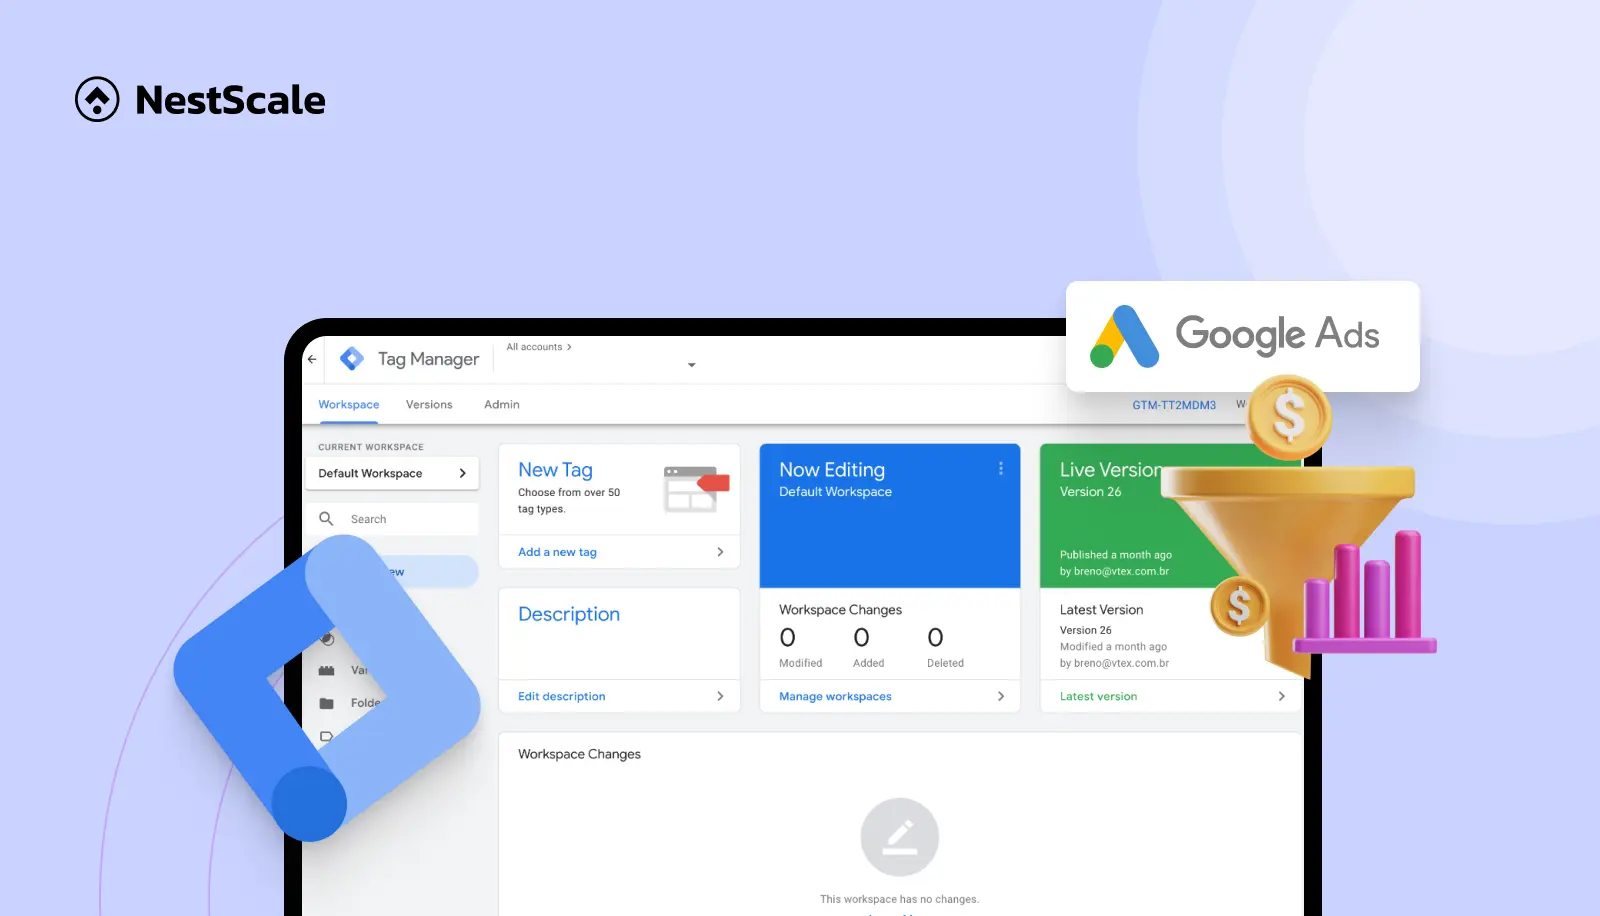 NestScale
Google Ads
Tag Manager
All accounts
Workspace
Versions
Admin
GTM-TT2MDM3
CURRENT WORKSPACE
Default Workspace
Search
New Tag
Choose from over 50
tag types.
Add a new tag
Description
Edit description
Now Editing
Default Workspace
Workspace Changes
0
0
0
Modified
Added
Deleted
Manage workspaces
Live Version
Version 26
Published a month ago
by breno@vtex.com.br
Latest Version
Version 26
Modified a month ago
by breno@vtex.com.br
Latest version
Workspace Changes
This workspace has no changes.